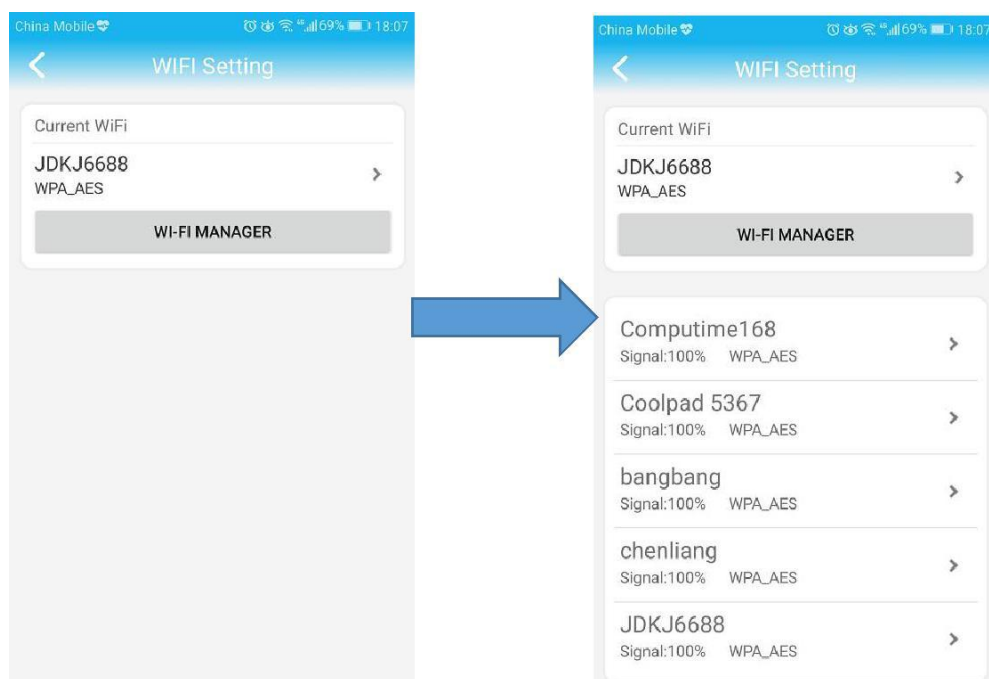 China Mobile 69% 18:07
WIFI Setting
Current WiFi
JDKJ6688
WPA_AES
WI-FI MANAGER
China Mobile 69% 18:07
WIFI Setting
Current WiFi
JDKJ6688
WPA_AES
WI-FI MANAGER
Computime168
Signal:100% WPA_AES
Coolpad 5367
Signal:100% WPA_AES
bangbang
Signal:100% WPA_AES
chenliang
Signal:100% WPA_AES
JDKJ6688
Signal:100% WPA_AES